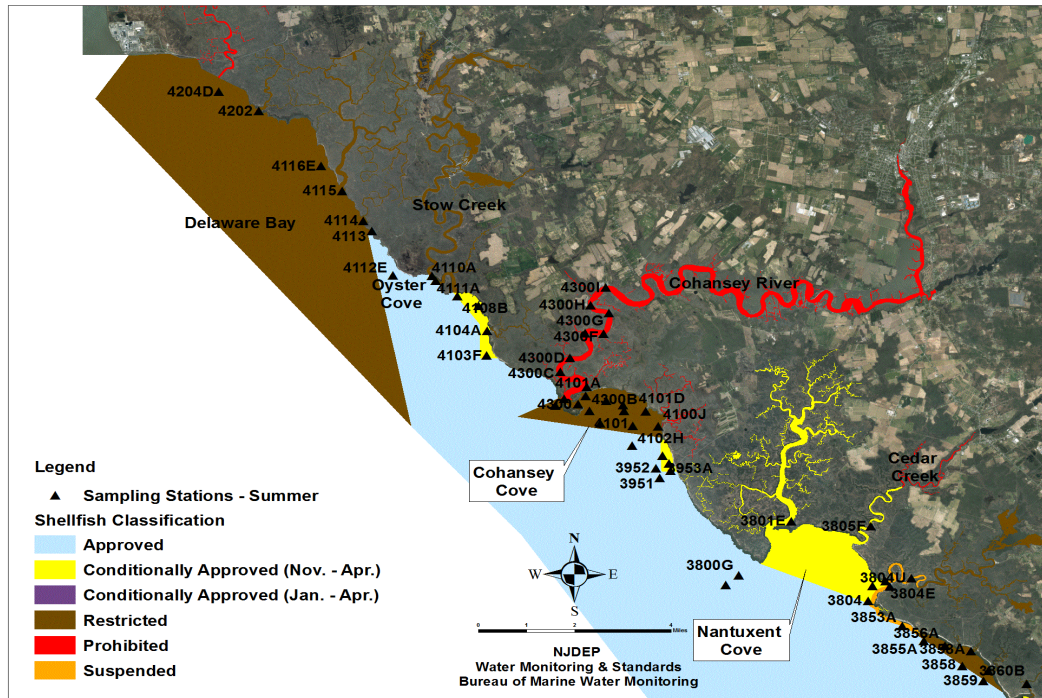 4204D
4202
4116E
4115
Delaware Bay
Stow Creek
4114
4113
4112E
4110A
Oyster
Cove
4111A
4108B
4104A
4103F
4300I
Cohansey River
4300H
4300G
4300F
4300D
4300C
4101A
4300
4300B
4101D
4100J
4101
4102H
Cohansey
Cove
3952
3953A
3951
Cedar
Creek
3801E
3805F
3800G
3804U
3804E
3804
3853A
3856A
3855A
3858A
3858
3860B
3859
Nantuxent
Cove
Legend
Sampling Stations - Summer
Shellfish Classification
Approved
Conditionally Approved (Nov. - Apr.)
Conditionally Approved (Jan. - Apr.)
Restricted
Prohibited
Suspended
N
W
E
S
0 2 4
Miles
NJDEP
Water Monitoring & Standards
Bureau of Marine Water Monitoring